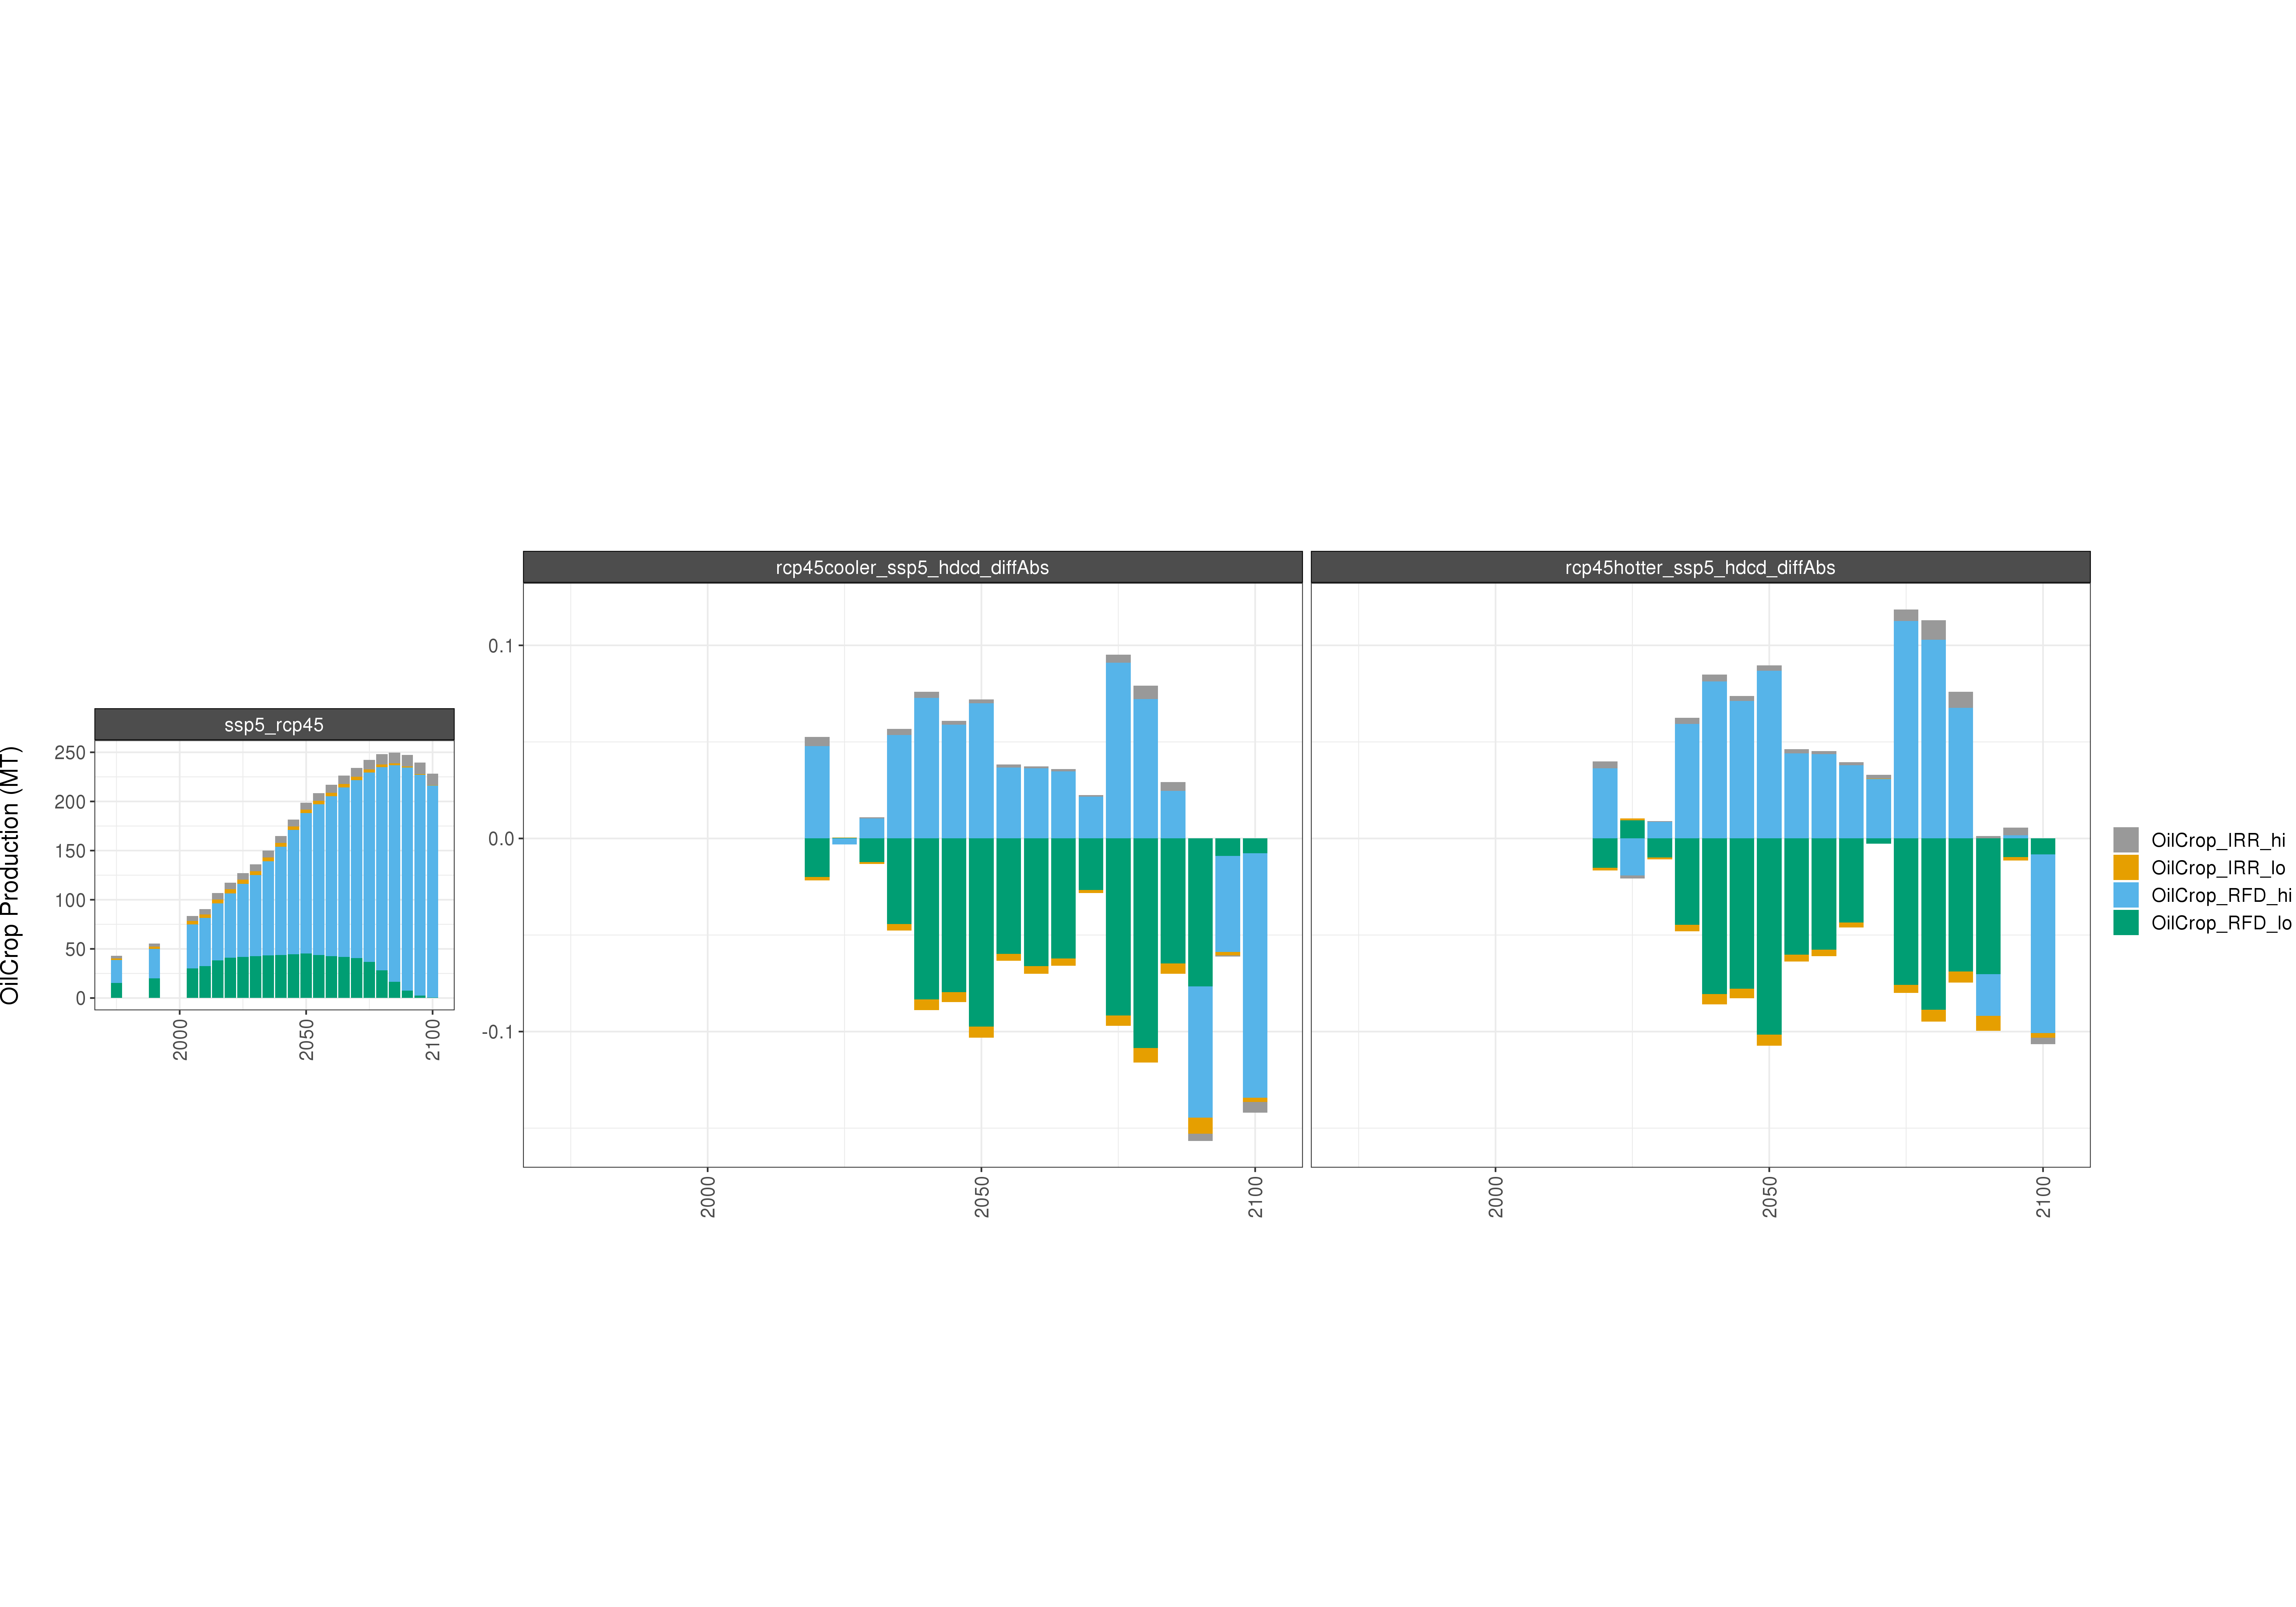 OilCrop Production (MT)
ssp5_rcp45
250
200
150
100
50
0
2000
2050
2100
rcp45cooler_ssp5_hdcd_diffAbs
rcp45hotter_ssp5_hdcd_diffAbs
0.1
0.0
-0.1
2000
2050
2100
2000
2050
2100
OilCrop_IRR_hi
OilCrop_IRR_lo
OilCrop_RFD_hi
OilCrop_RFD_lo